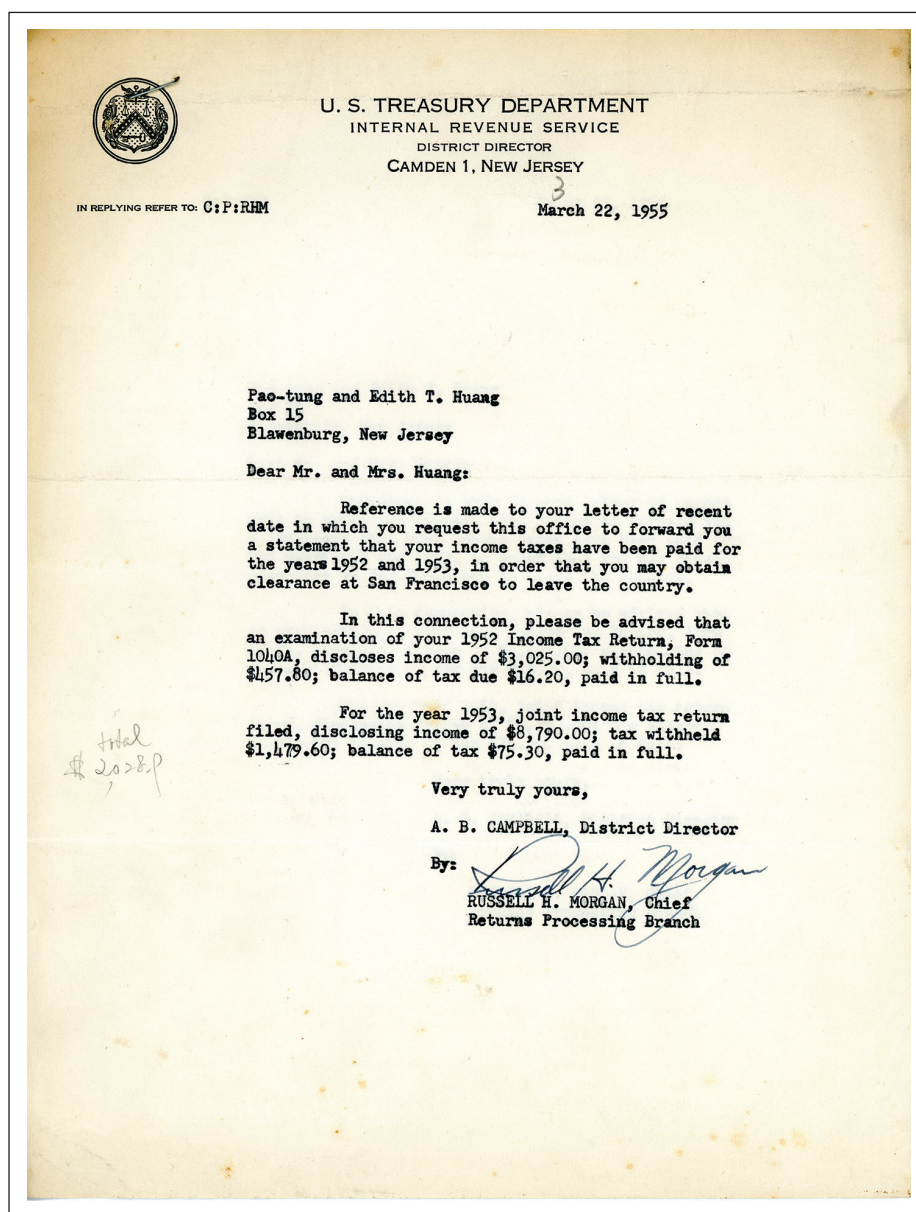 U. S. TREASURY DEPARTMENT
INTERNAL REVENUE SERVICE
DISTRICT DIRECTOR
CAMDEN 1, NEW JERSEY
3
IN REPLYING REFER TO: C:P:RHM
March 22, 1955
Pao-tung and Edith T. Huang
Box 15
Blawenburg, New Jersey
Dear Mr. and Mrs. Huang:
Reference is made to your letter of recent
date in which you request this office to forward you
a statement that your income taxes have been paid for
the years 1952 and 1953, in order that you may obtain
clearance at San Francisco to leave the country.
In this connection, please be advised that
an examination of your 1952 Income Tax Return, Form
1040A, discloses income of $3,025.00; withholding of
$457.80; balance of tax due $16.20, paid in full.
For the year 1953, joint income tax return
filed, disclosing income of $8,790.00; tax withheld
$1,479.60; balance of tax $75.30, paid in full.
total
$ 2,028.9
Very truly yours,
A. B. CAMPBELL, District Director
By: Russell H. Morgan
RUSSELL H. MORGAN, Chief
Returns Processing Branch